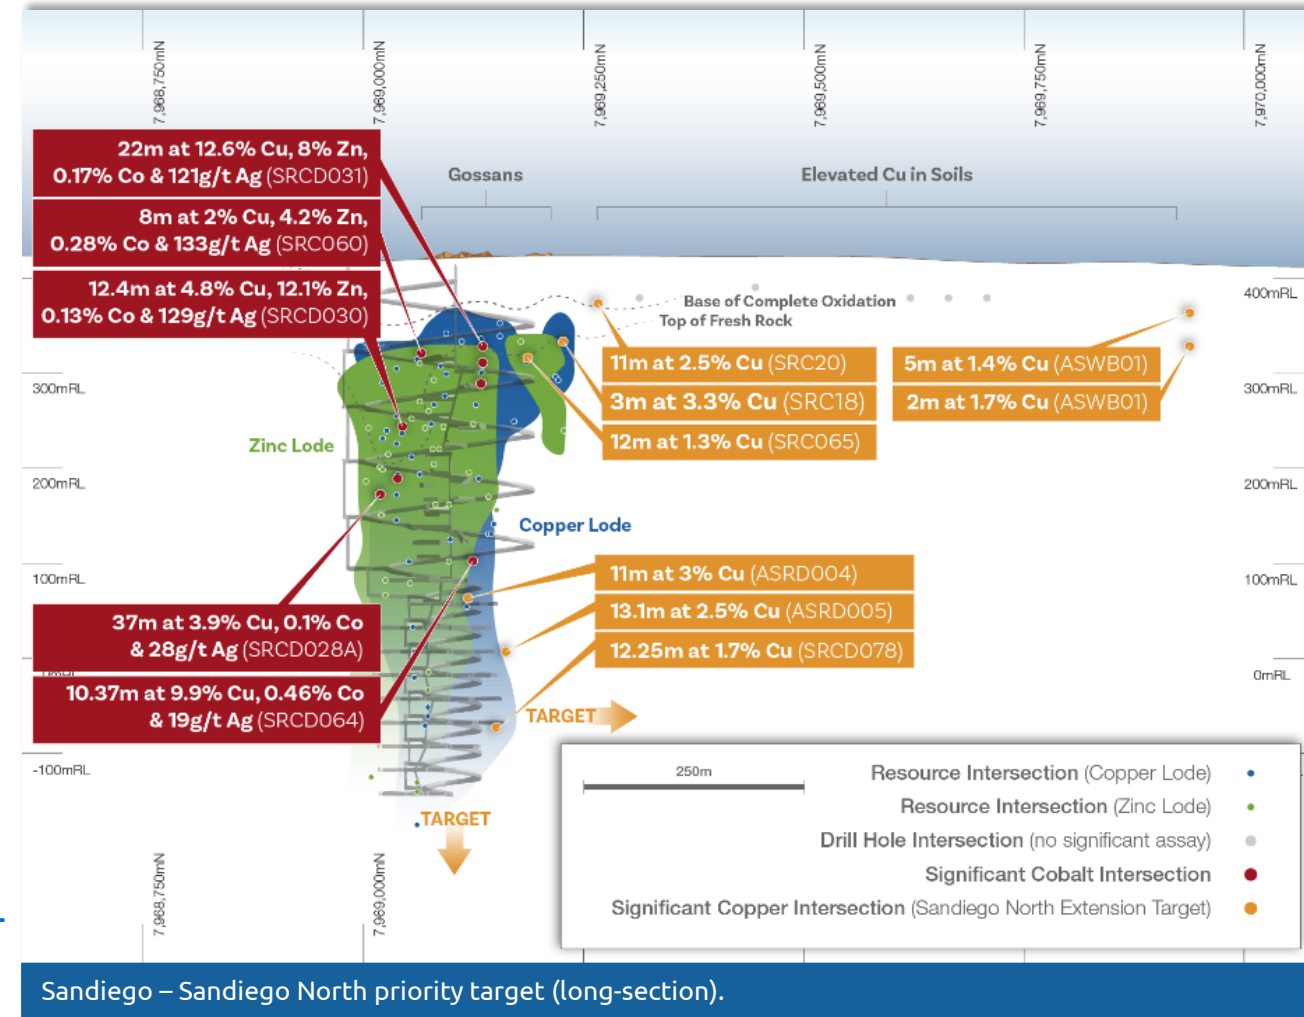 7,968,750mN
7,969,000mN
7,969,250mN
7,969,500mN
7,969,750mN
7,970,000mN
22m at 12.6% Cu, 8% Zn,
0.17% Co & 121g/t Ag (SRCD031)
8m at 2% Cu, 4.2% Zn,
0.28% Co & 133g/t Ag (SRC060)
12.4m at 4.8% Cu, 12.1% Zn,
0.13% Co & 129g/t Ag (SRCD030)
Gossans
Elevated Cu in Soils
Base of Complete Oxidation
Top of Fresh Rock
400mRL
11m at 2.5% Cu (SRC20)
3m at 3.3% Cu (SRC18)
12m at 1.3% Cu (SRC065)
5m at 1.4% Cu (ASWB01)
2m at 1.7% Cu (ASWB01)
300mRL
300mRL
Zinc Lode
200mRL
200mRL
Copper Lode
100mRL
100mRL
11m at 3% Cu (ASRD004)
13.1m at 2.5% Cu (ASRD005)
12.25m at 1.7% Cu (SRCD078)
37m at 3.9% Cu, 0.1% Co
& 28g/t Ag (SRCD028A)
0mRL
0mRL
10.37m at 9.9% Cu, 0.46% Co
& 19g/t Ag (SRCD064)
TARGET
-100mRL
TARGET
250m
Resource Intersection (Copper Lode)
Resource Intersection (Zinc Lode)
Drill Hole Intersection (no significant assay)
Significant Cobalt Intersection
Significant Copper Intersection (Sandiego North Extension Target)
7,968,750mN
7,969,000mN
Sandiego – Sandiego North priority target (long-section).